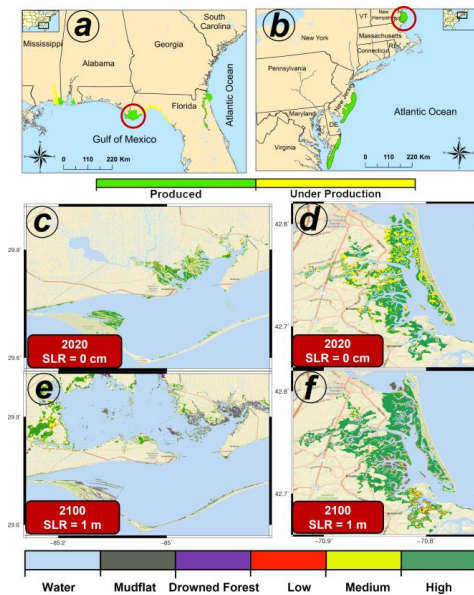 a
South
Carolina
Mississippi
Alabama
Georgia
Florida
Atlantic Ocean
Gulf of Mexico
0 110 220 Km
b
VT
New
Hampshire
New York
Massachusetts
Connecticut
RI
Pennsylvania
New Jersey
Maryland
DE
Virginia
Atlantic Ocean
0 110 220 Km
Produced
Under Production
c
29.8°
29.6°
2020
SLR = 0 cm
d
42.8°
42.7°
2020
SLR = 0 cm
e
29.8°
29.6°
2100
SLR = 1 m
-85.2°
-85°
f
42.8°
42.7°
2100
SLR = 1 m
-70.9°
-70.8°
Water
Mudflat
Drowned Forest
Low
Medium
High